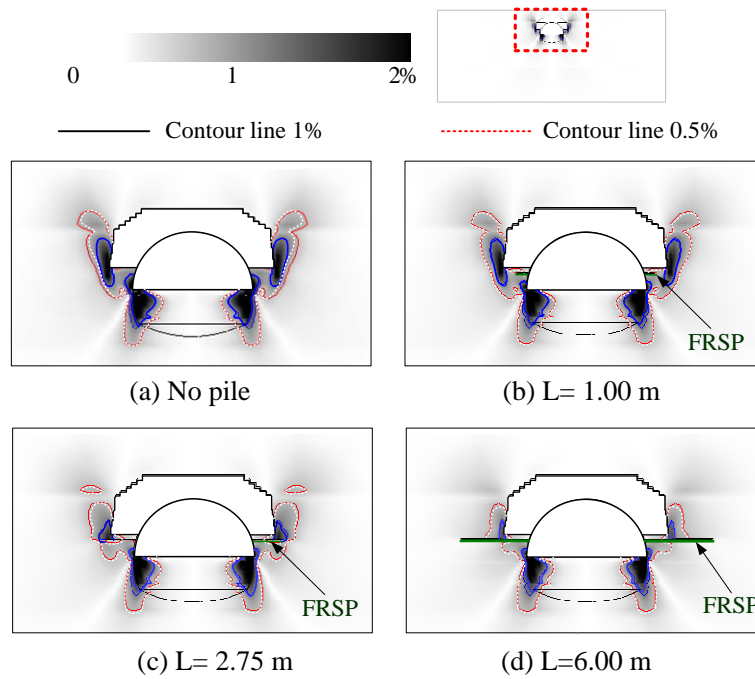 0 1 2%
Contour line 1% Contour line 0.5%
FRSP
(a) No pile (b) L= 1.00 m
FRSP
FRSP
(c) L= 2.75 m (d) L=6.00 m